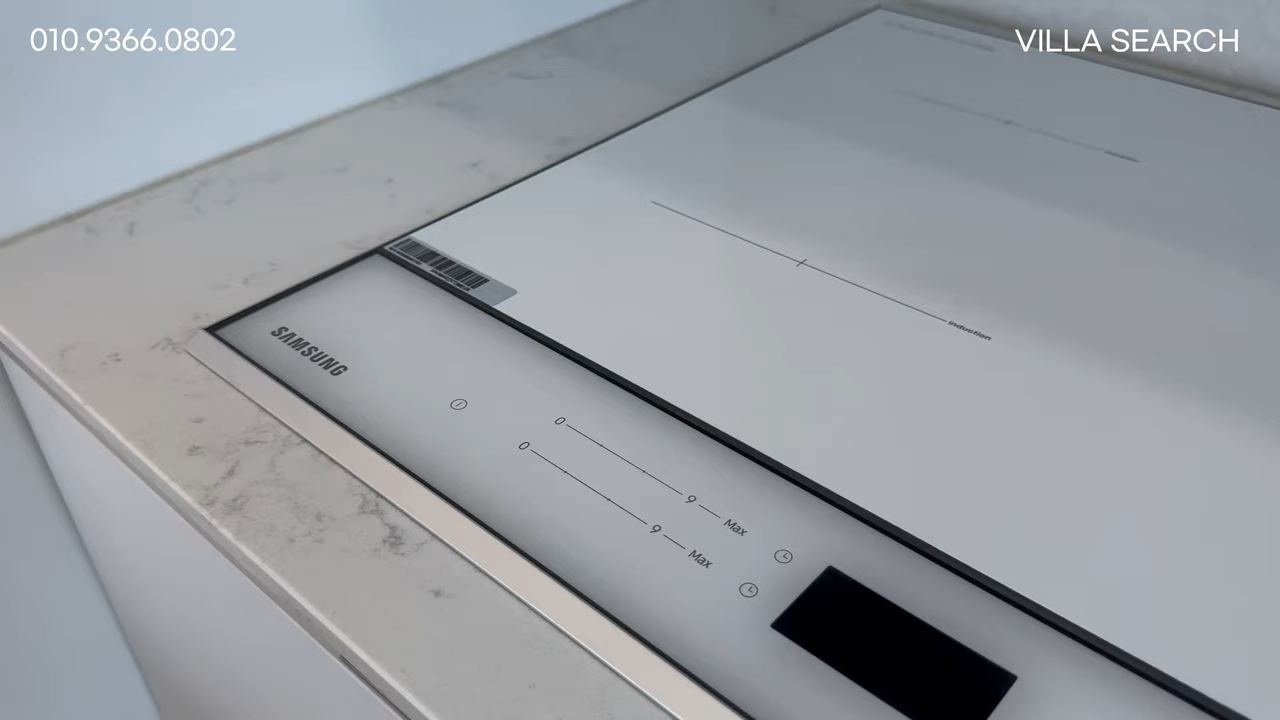 010.9366.0802
VILLA SEARCH
induction
SAMSUNG
0 9 Max
0 9 Max